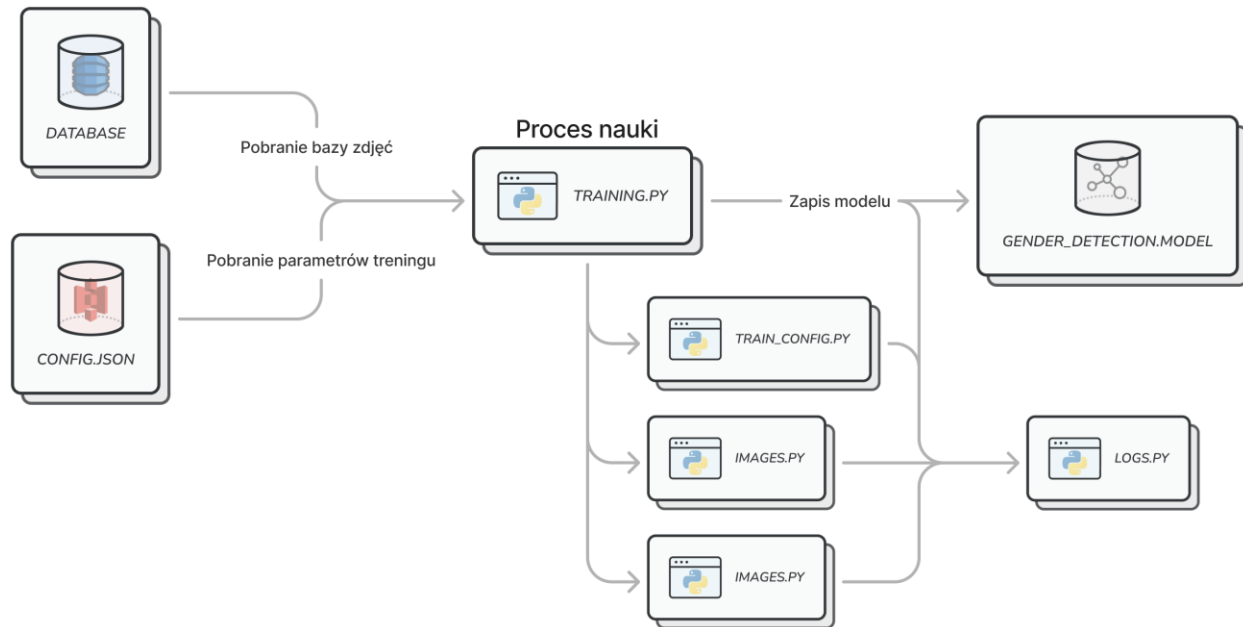 DATABASE
Pobranie bazy zdjęć
CONFIG.JSON
Pobranie parametrów treningu
Proces nauki
TRAINING.PY
Zapis modelu
GENDER_DETECTION.MODEL
TRAIN_CONFIG.PY
IMAGES.PY
LOGS.PY
IMAGES.PY